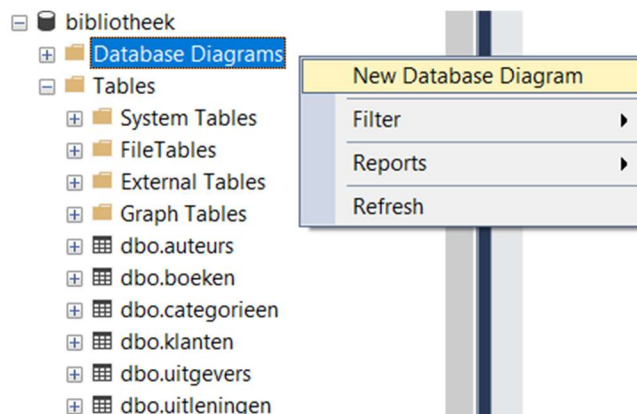 bibliotheek
Database Diagrams
New Database Diagram
Tables
System Tables
Filter
FileTables
Reports
External Tables
Refresh
Graph Tables
dbo.auteurs
dbo.boeken
dbo.categorieen
dbo.klanten
dbo.uitgevers
dbo.uitleningen